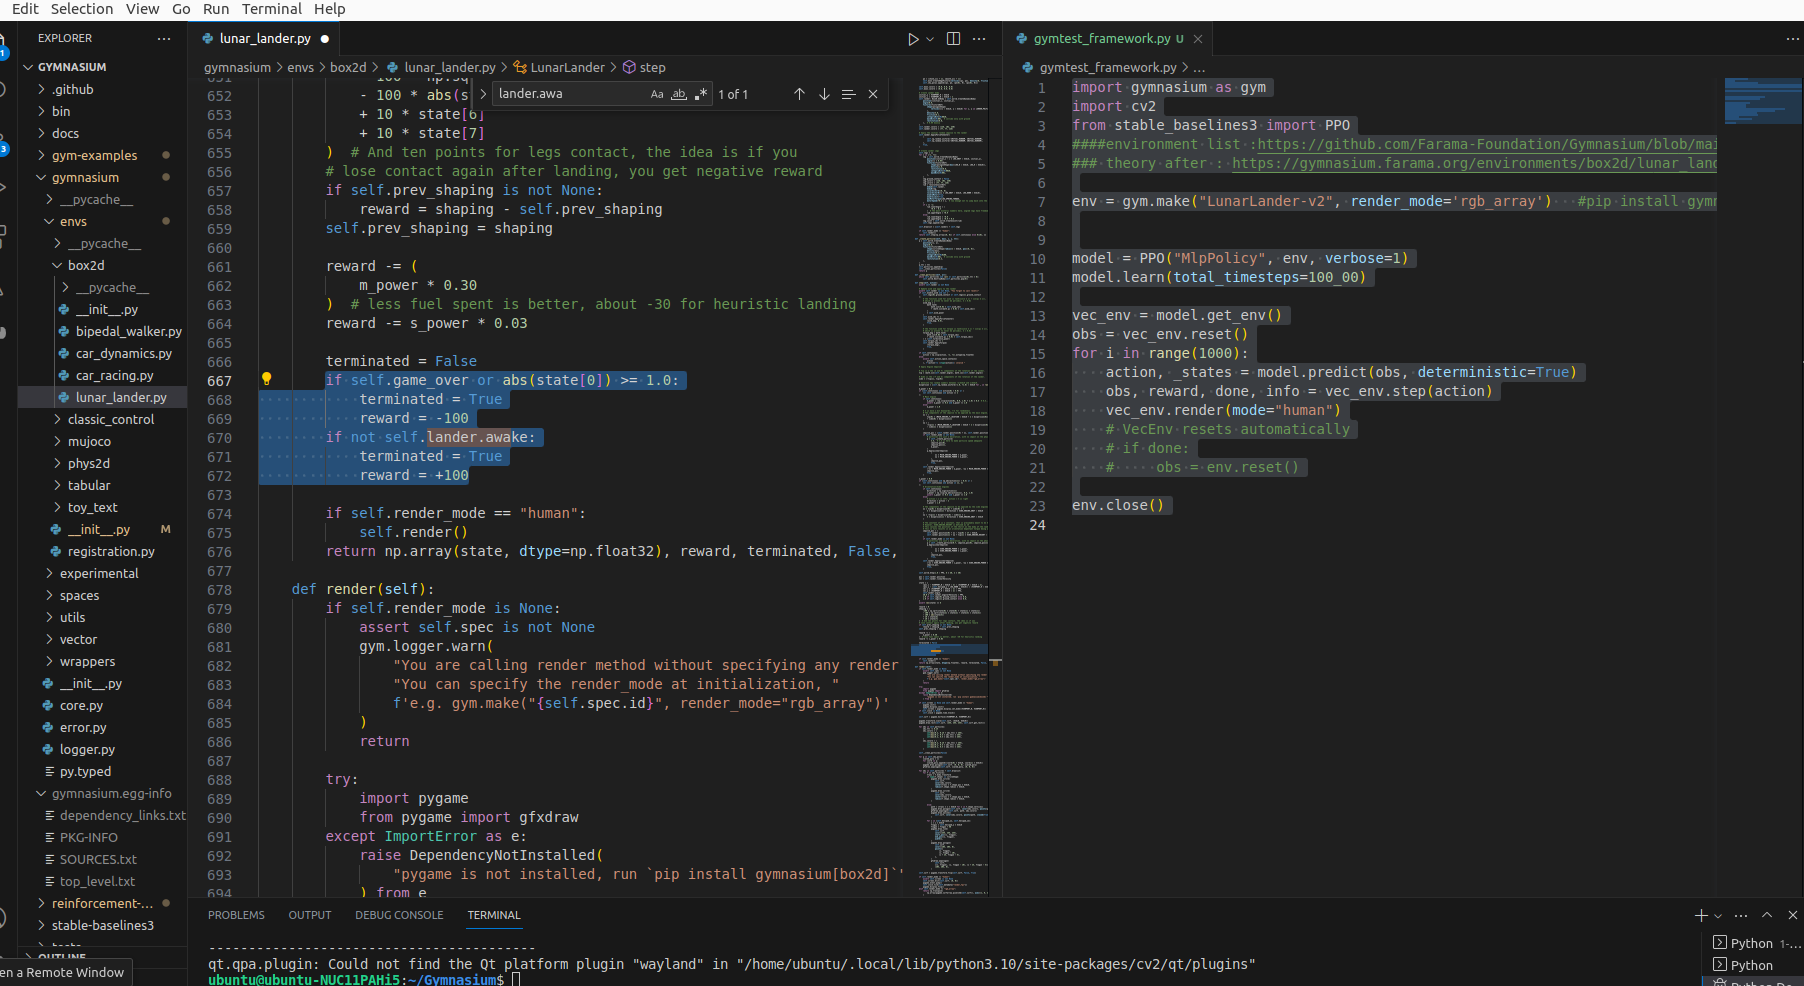 Edit Selection View Go Run Terminal Help
EXPLORER
GYMNASIUM
.github
bin
docs
gym-examples
gymnasium
__pycache__
envs
__pycache__
box2d
__pycache__
__init__.py
bipedal_walker.py
car_dynamics.py
car_racing.py
lunar_lander.py
classic_control
mujoco
phys2d
tabular
toy_text
__init__.py M
registration.py
experimental
spaces
utils
vector
wrappers
__init__.py
core.py
error.py
logger.py
py.typed
gymnasium.egg-info
dependency_links.txt
PKG-INFO
SOURCES.txt
top_level.txt
reinforcement-...
stable-baselines3
OUTLINE
en a Remote Window
lunar_lander.py
gymnasium > envs > box2d > lunar_lander.py > LunarLander > step
lander.awa Aa ab 1 of 1
652 - 100 * abs(s
653 + 10 * state[6]
654 + 10 * state[7]
655 ) # And ten points for legs contact, the idea is if you
656 # lose contact again after landing, you get negative reward
657 if self.prev_shaping is not None:
658 reward = shaping - self.prev_shaping
659 self.prev_shaping = shaping
660
661 reward -= (
662 m_power * 0.30
663 ) # less fuel spent is better, about -30 for heuristic landing
664 reward -= s_power * 0.03
665
666 terminated = False
667 if self.game_over or abs(state[0]) >= 1.0:
668 terminated = True
669 reward = -100
670 if not self.lander.awake:
671 terminated = True
672 reward = +100
673
674 if self.render_mode == "human":
675 self.render()
676 return np.array(state, dtype=np.float32), reward, terminated, False,
677
678 def render(self):
679 if self.render_mode is None:
680 assert self.spec is not None
681 gym.logger.warn(
682 "You are calling render method without specifying any render
683 "You can specify the render_mode at initialization, "
684 f'e.g. gym.make("{self.spec.id}", render_mode="rgb_array")'
685 )
686 return
687
688 try:
689 import pygame
690 from pygame import gfxdraw
691 except ImportError as e:
692 raise DependencyNotInstalled(
693 "pygame is not installed, run `pip install gymnasium[box2d]`"
694 ) from e
gymtest_framework.py U
gymtest_framework.py > ...
1 import gymnasium as gym
2 import cv2
3 from stable_baselines3 import PPO
4 ####environment list :https://github.com/Farama-Foundation/Gymnasium/blob/mai
5 ### theory after : https://gymnasium.farama.org/environments/box2d/lunar_lanc
6
7 env = gym.make("LunarLander-v2", render_mode='rgb_array') #pip install gymn
8
9
10 model = PPO("MlpPolicy", env, verbose=1)
11 model.learn(total_timesteps=100_00)
12
13 vec_env = model.get_env()
14 obs = vec_env.reset()
15 for i in range(1000):
16 action, _states = model.predict(obs, deterministic=True)
17 obs, reward, done, info = vec_env.step(action)
18 vec_env.render(mode="human")
19 # VecEnv resets automatically
20 # if done:
21 # obs = env.reset()
22
23 env.close()
24
PROBLEMS OUTPUT DEBUG CONSOLE TERMINAL
---------------------------------------
qt.qpa.plugin: Could not find the Qt platform plugin "wayland" in "/home/ubuntu/.local/lib/python3.10/site-packages/cv2/qt/plugins"
ubuntu@ubuntu-NUC11PAHi5:~/Gymnasium$
Python 1-...
Python
Python De...